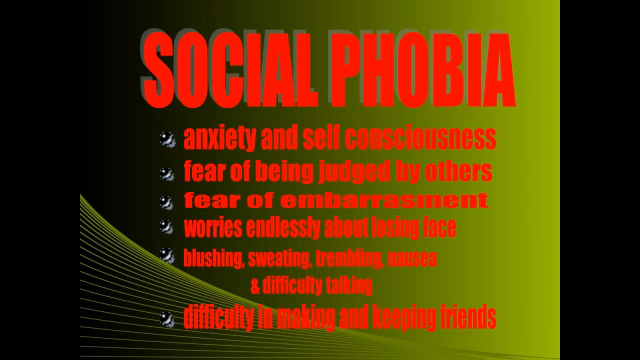 SOCIAL PHOBIA
anxiety and self consciousness
fear of being judged by others
fear of embarrasment
worries endlessly about losing face
blushing, sweating, trembling, nausea
& difficulty talking
difficulty in making and keeping friends